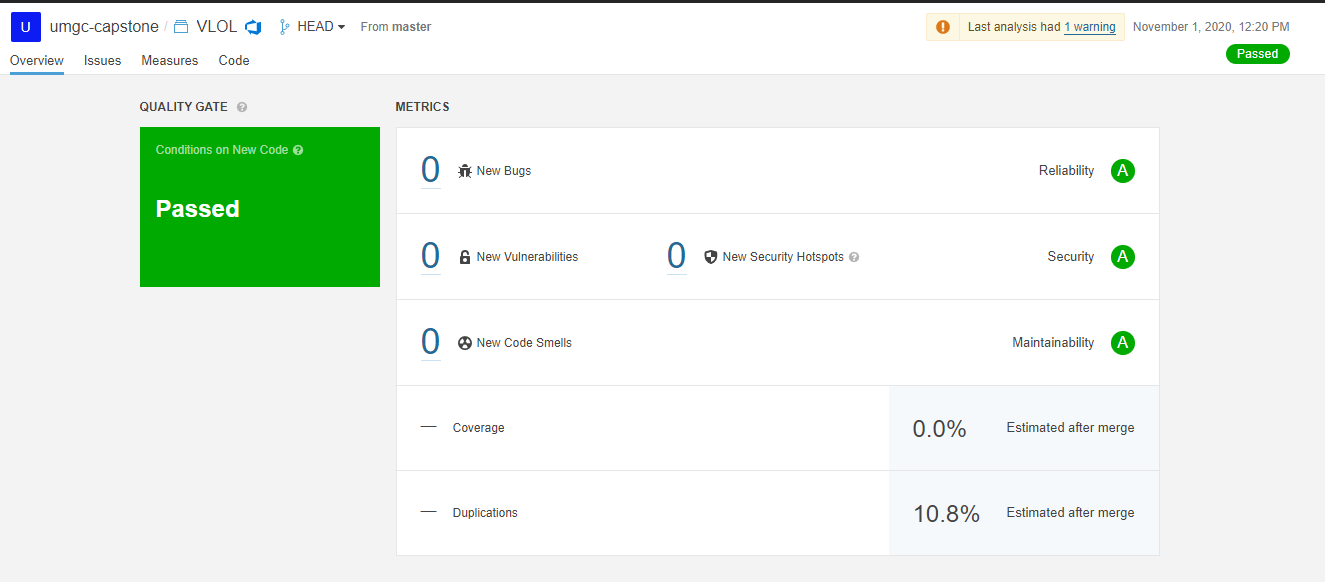 U umgc-capstone / VLOL HEAD From master Last analysis had 1 warning November 1, 2020, 12:20 PM
Overview Issues Measures Code Passed
QUALITY GATE ? METRICS
Conditions on New Code ?
Passed
0 New Bugs Reliability A
0 New Vulnerabilities 0 New Security Hotspots ? Security A
0 New Code Smells Maintainability A
— Coverage 0.0% Estimated after merge
— Duplications 10.8% Estimated after merge